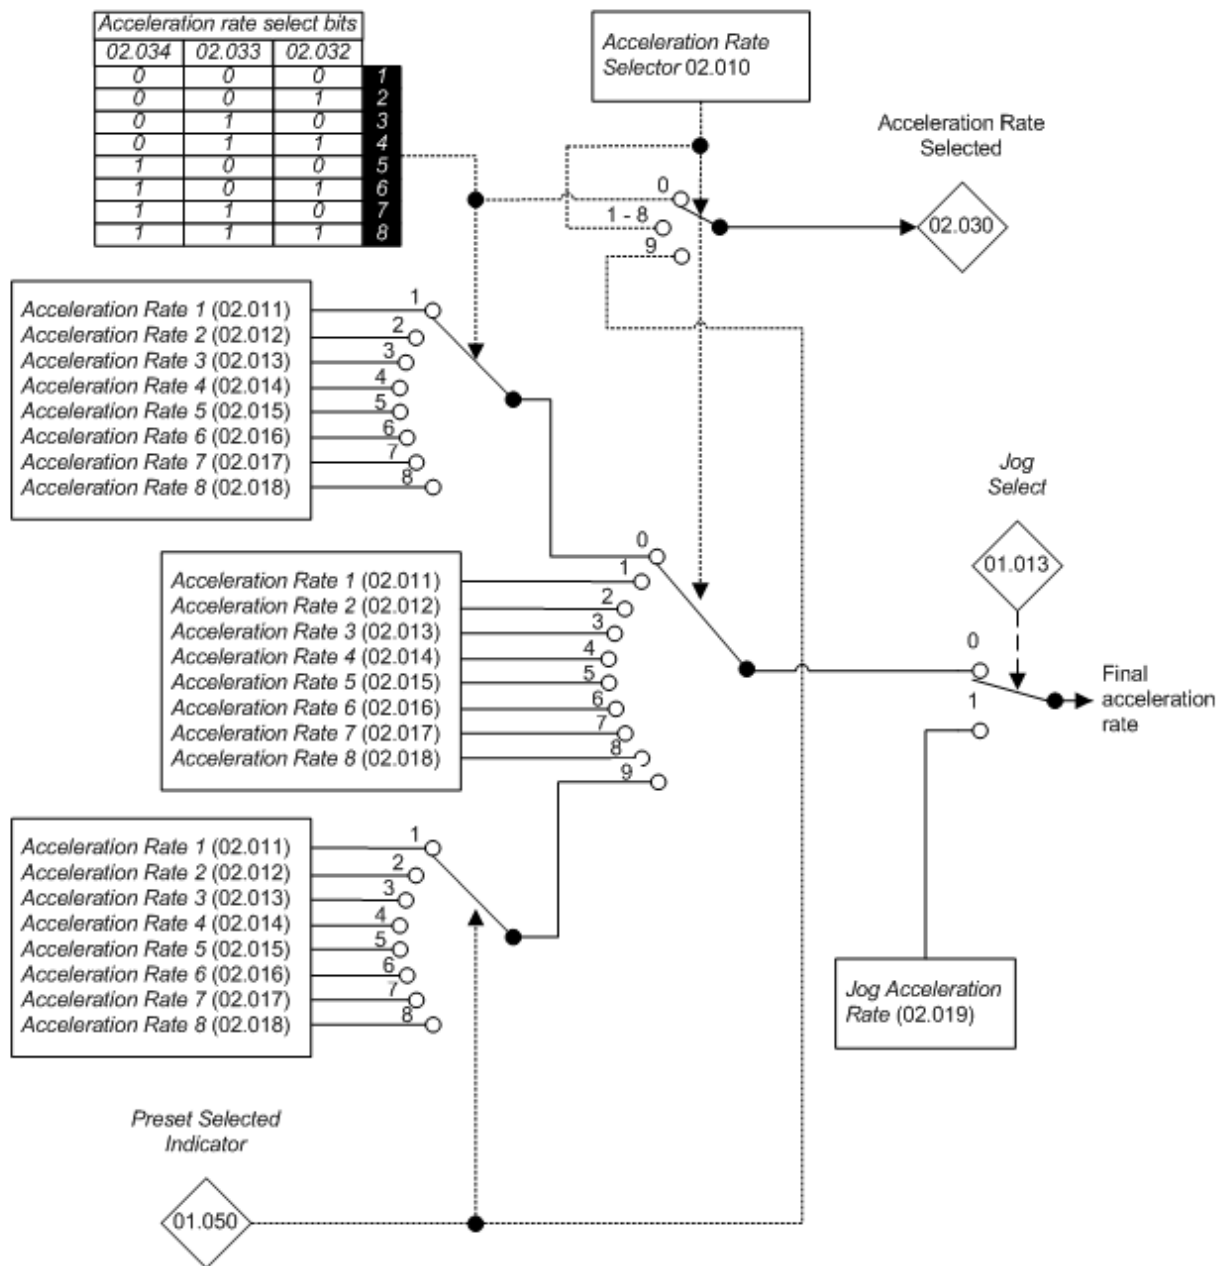 Acceleration rate select bits
02.034 02.033 02.032
0 0 0 1
0 0 1 2
0 1 0 3
0 1 1 4
1 0 0 5
1 0 1 6
1 1 0 7
1 1 1 8
Acceleration Rate
Selector 02.010
Acceleration Rate
Selected
0
1 - 8
9
02.030
Acceleration Rate 1 (02.011) 1
Acceleration Rate 2 (02.012) 2
Acceleration Rate 3 (02.013) 3
Acceleration Rate 4 (02.014) 4
Acceleration Rate 5 (02.015) 5
Acceleration Rate 6 (02.016) 6
Acceleration Rate 7 (02.017) 7
Acceleration Rate 8 (02.018) 8
Jog
Select
01.013
0
Acceleration Rate 1 (02.011) 1
Acceleration Rate 2 (02.012) 2
Acceleration Rate 3 (02.013) 3
Acceleration Rate 4 (02.014) 4
Acceleration Rate 5 (02.015) 5
Acceleration Rate 6 (02.016) 6
Acceleration Rate 7 (02.017) 7
Acceleration Rate 8 (02.018) 8
9
0
1
Final
acceleration
rate
Acceleration Rate 1 (02.011) 1
Acceleration Rate 2 (02.012) 2
Acceleration Rate 3 (02.013) 3
Acceleration Rate 4 (02.014) 4
Acceleration Rate 5 (02.015) 5
Acceleration Rate 6 (02.016) 6
Acceleration Rate 7 (02.017) 7
Acceleration Rate 8 (02.018) 8
Jog Acceleration
Rate (02.019)
Preset Selected
Indicator
01.050